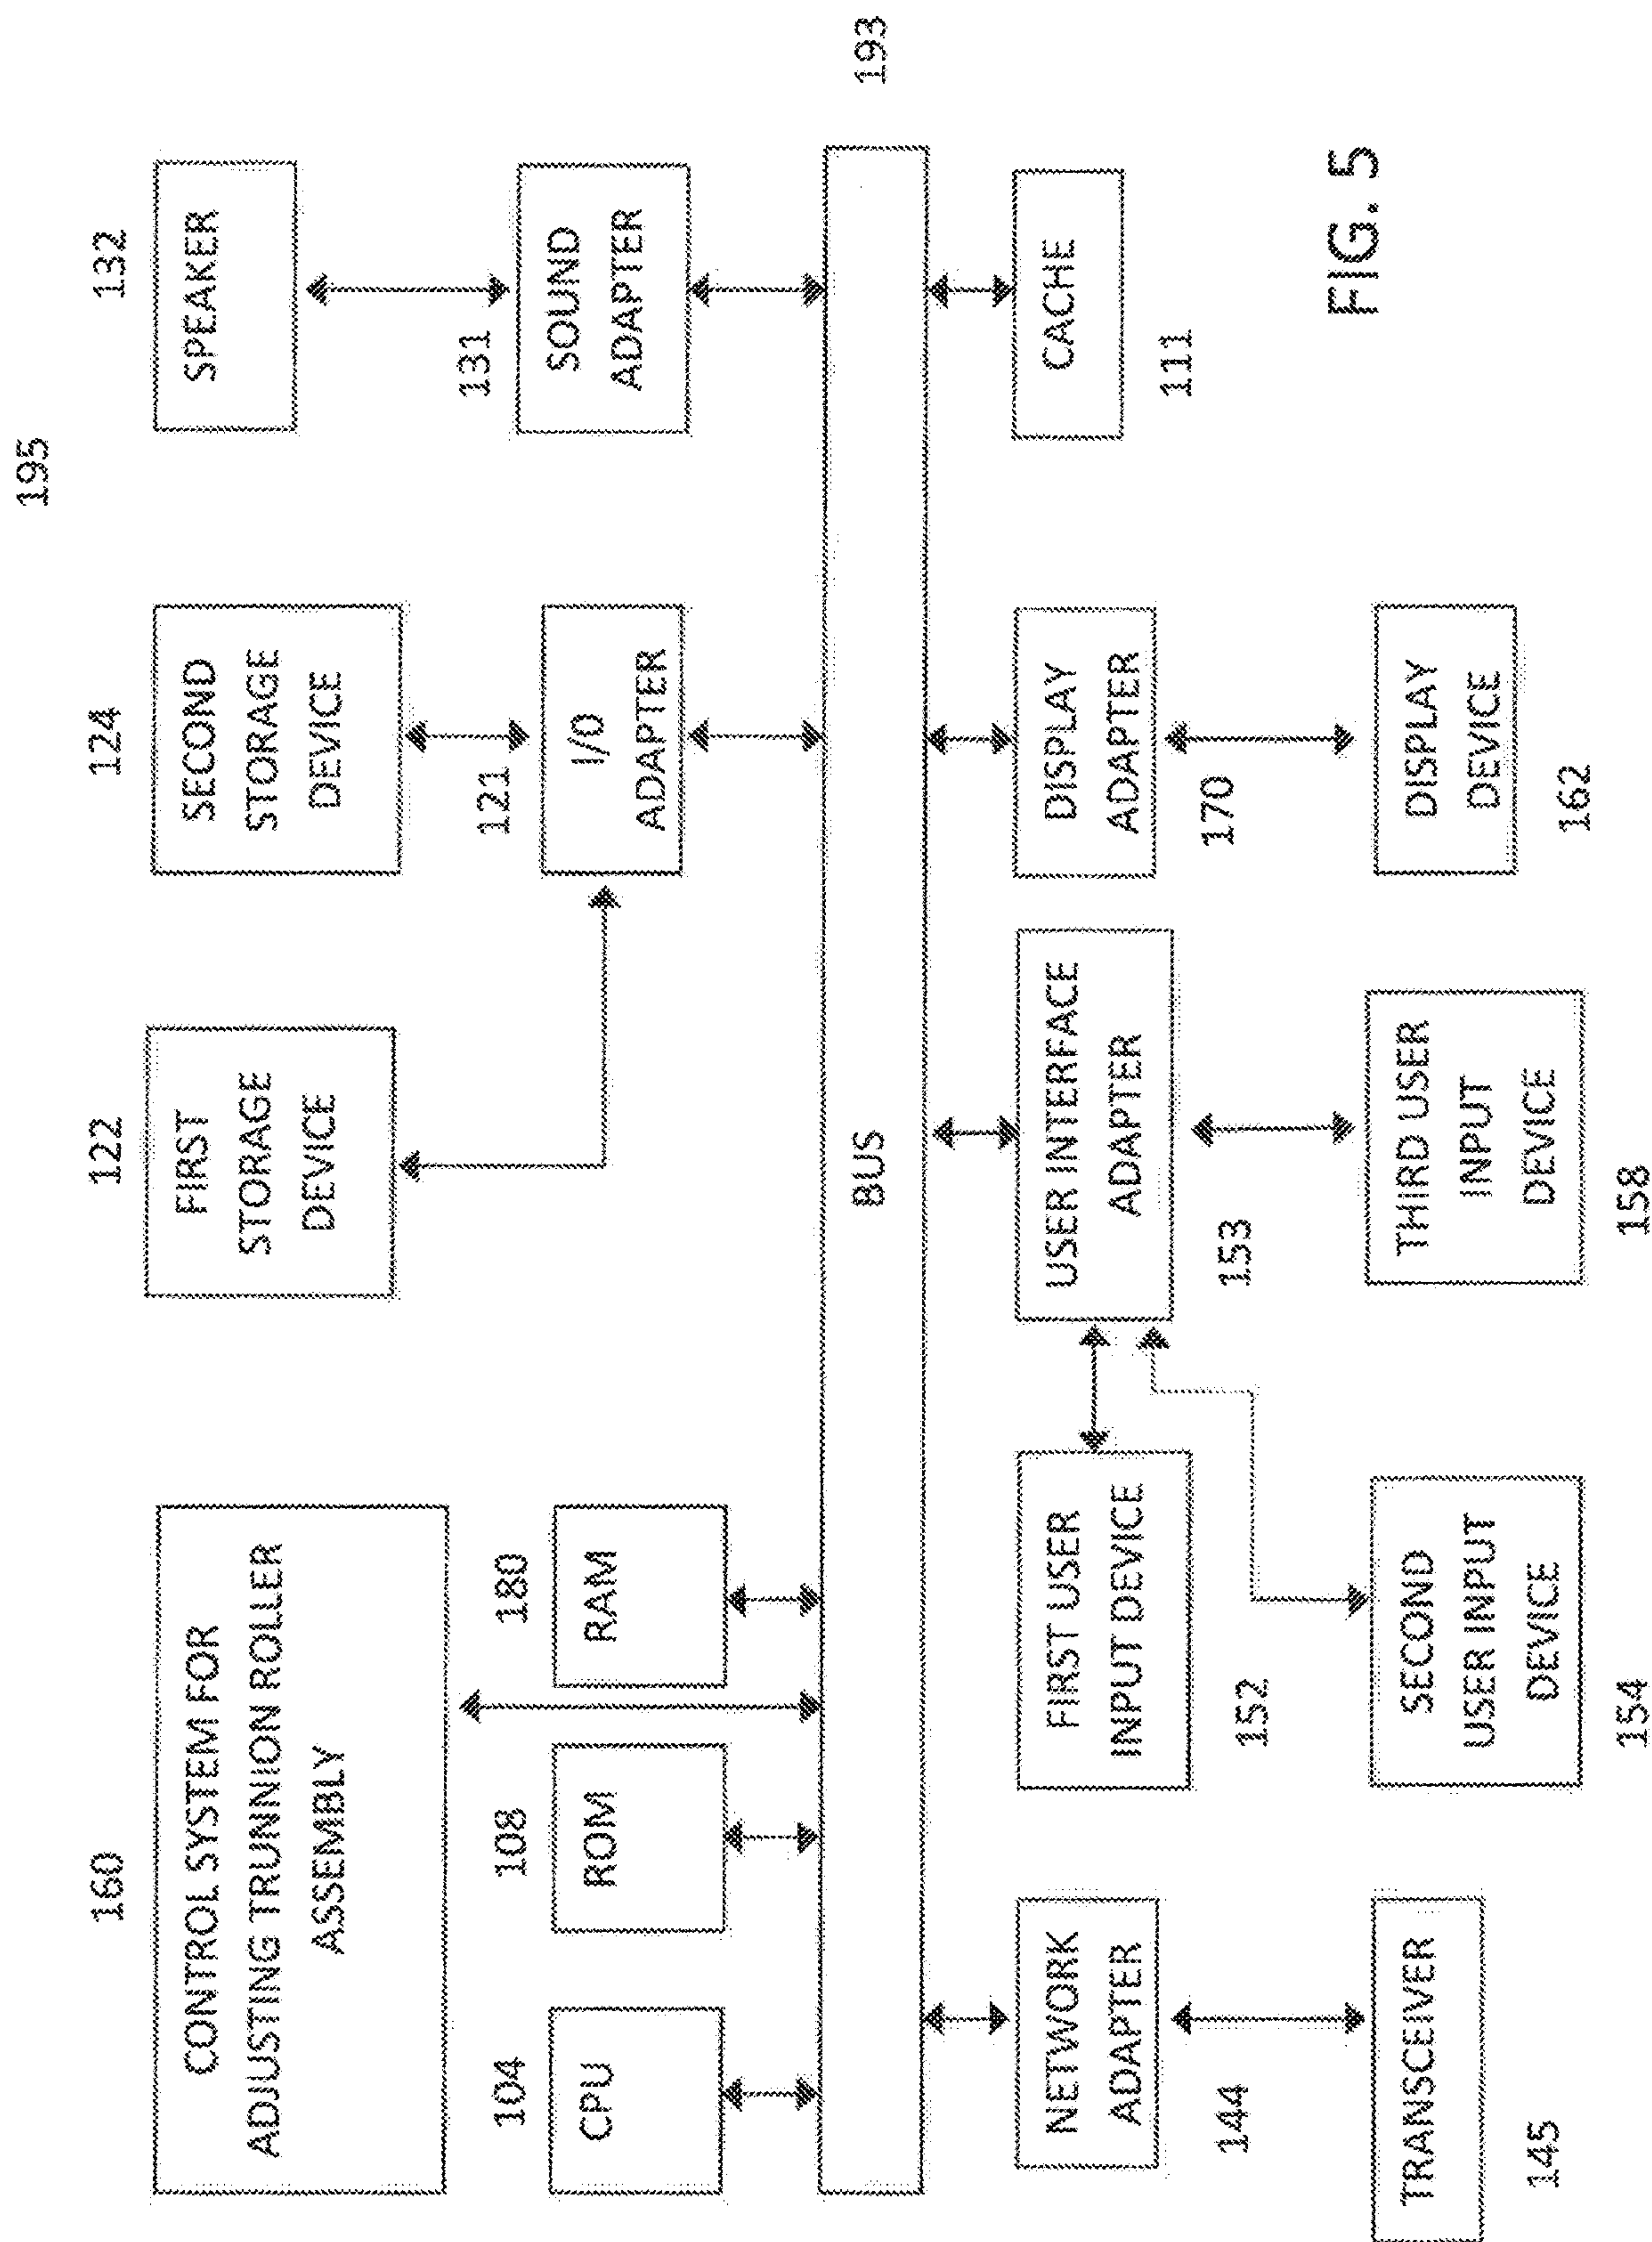 195
160
CONTROL SYSTEM FOR
ADJUSTING TRUNNION ROLLER
ASSEMBLY
122
FIRST
STORAGE
DEVICE
124
SECOND
STORAGE
DEVICE
132
SPEAKER
104
CPU
108
ROM
180
RAM
121
I/O
ADAPTER
131
SOUND
ADAPTER
BUS
193
NETWORK
ADAPTER
144
FIRST USER
INPUT DEVICE
152
USER INTERFACE
ADAPTER
153
DISPLAY
ADAPTER
170
CACHE
111
TRANSCEIVER
145
SECOND
USER INPUT
DEVICE
154
THIRD USER
INPUT
DEVICE
158
DISPLAY
DEVICE
162
FIG. 5